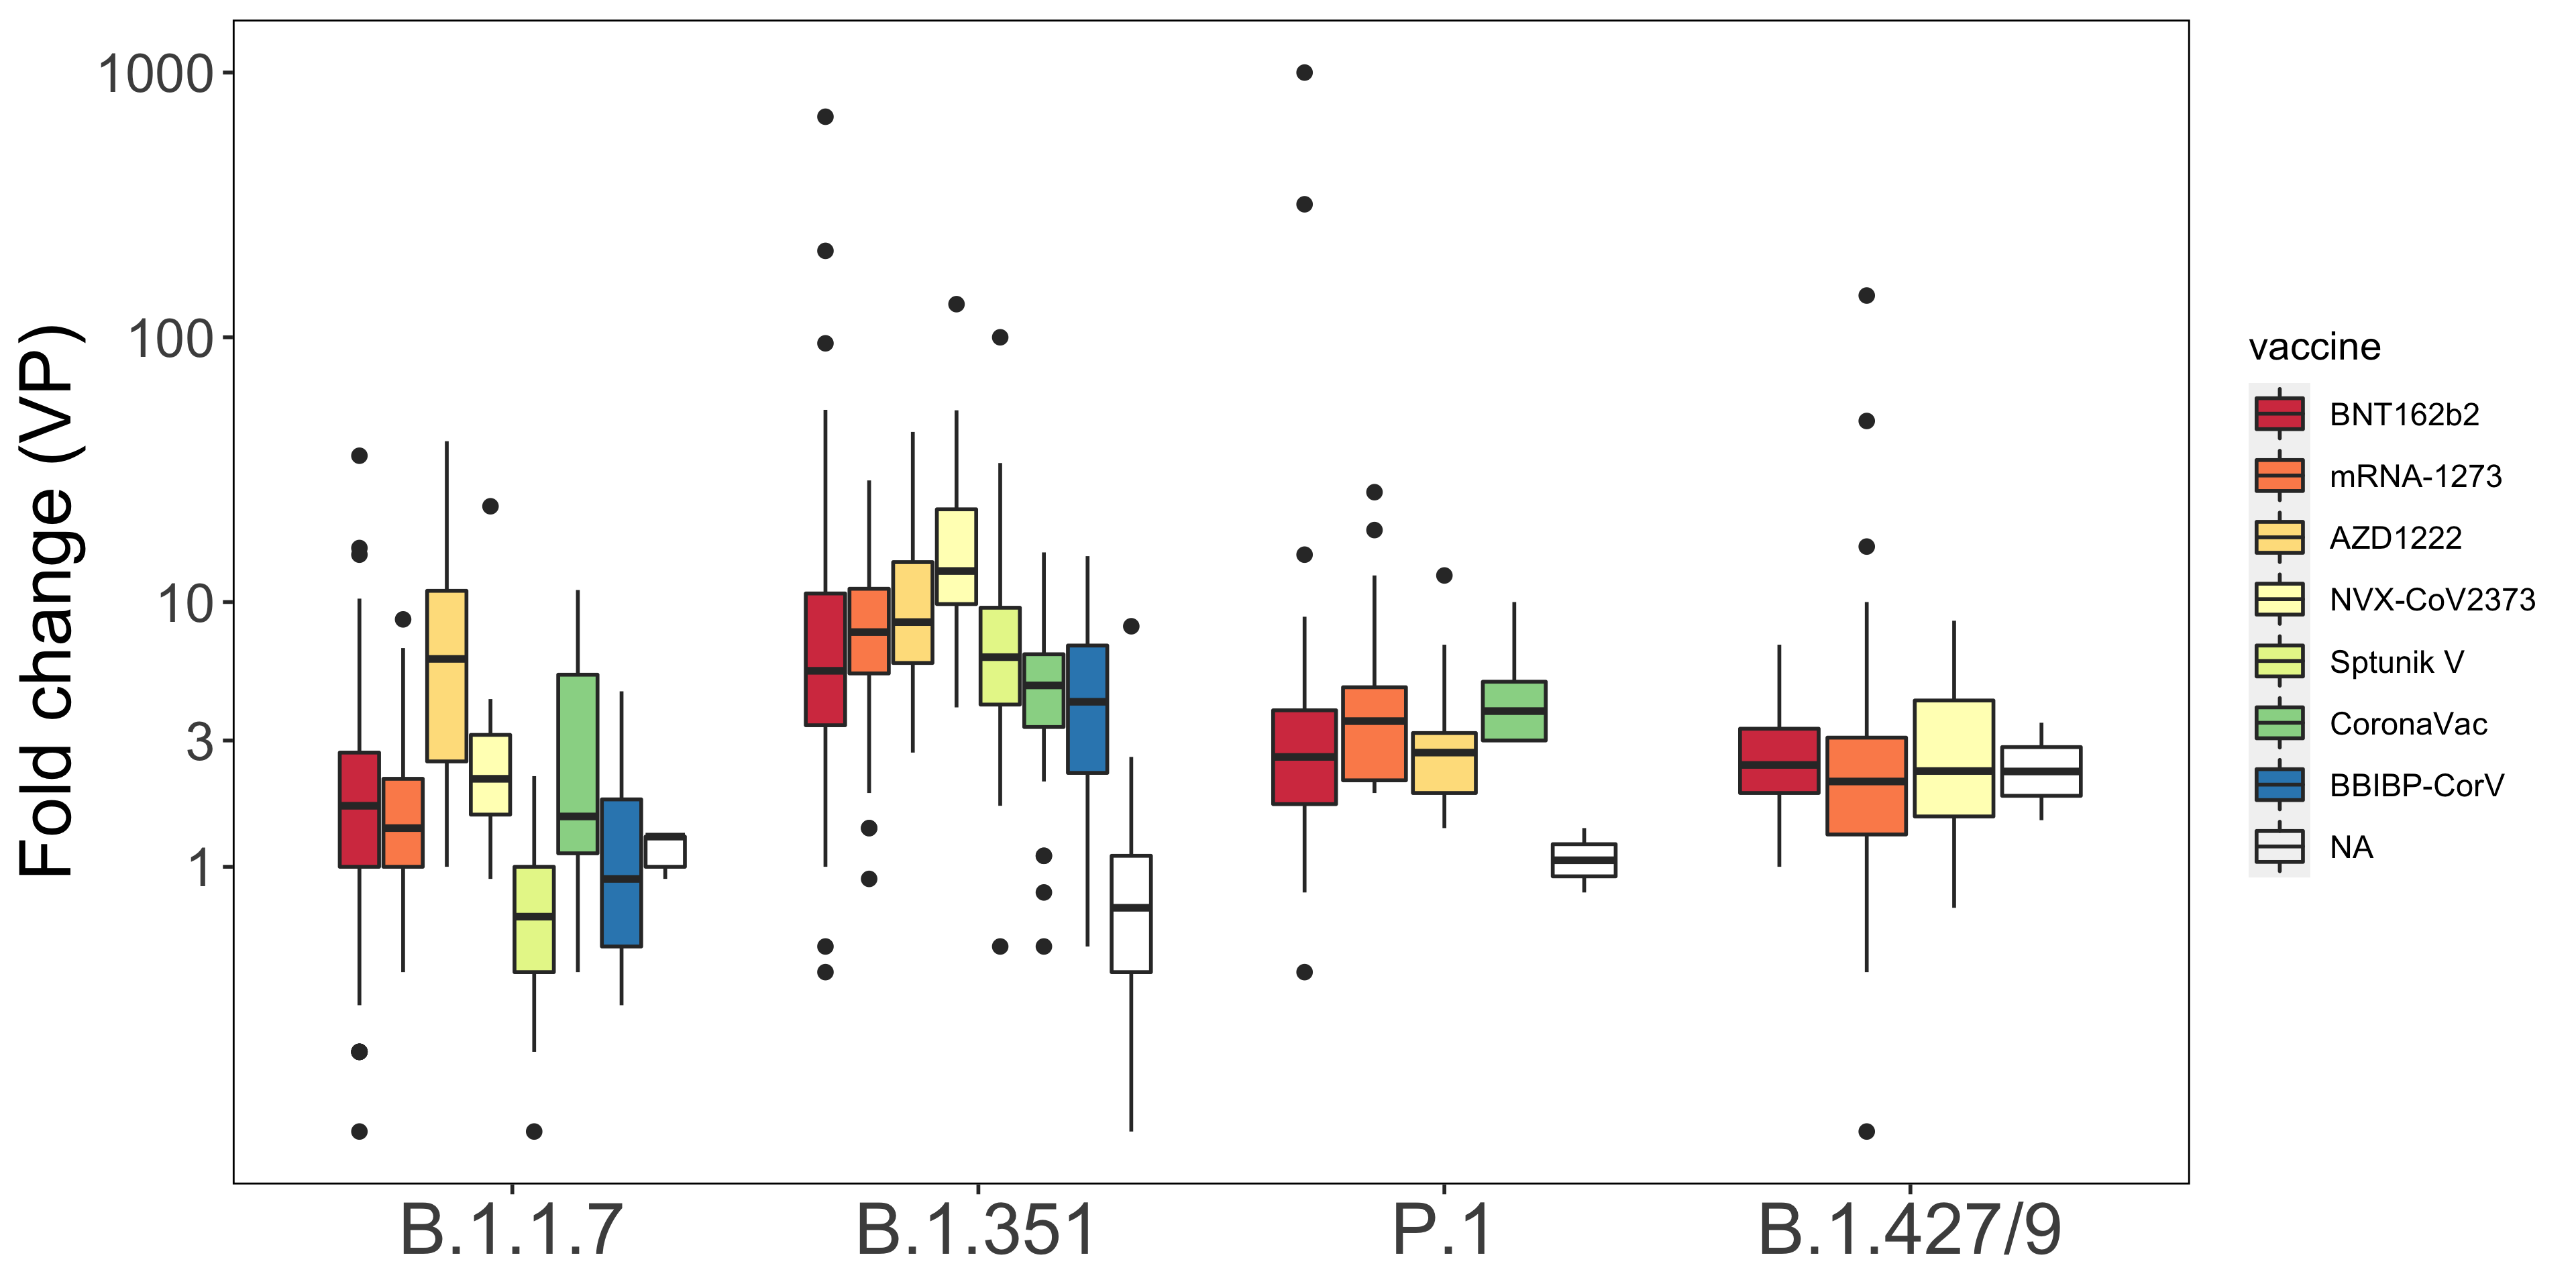 Fold change (VP)
1000
100
10
3
1
B.1.1.7
B.1.351
P.1
B.1.427/9
vaccine
BNT162b2
mRNA-1273
AZD1222
NVX-CoV2373
Sptunik V
CoronaVac
BBIBP-CorV
NA